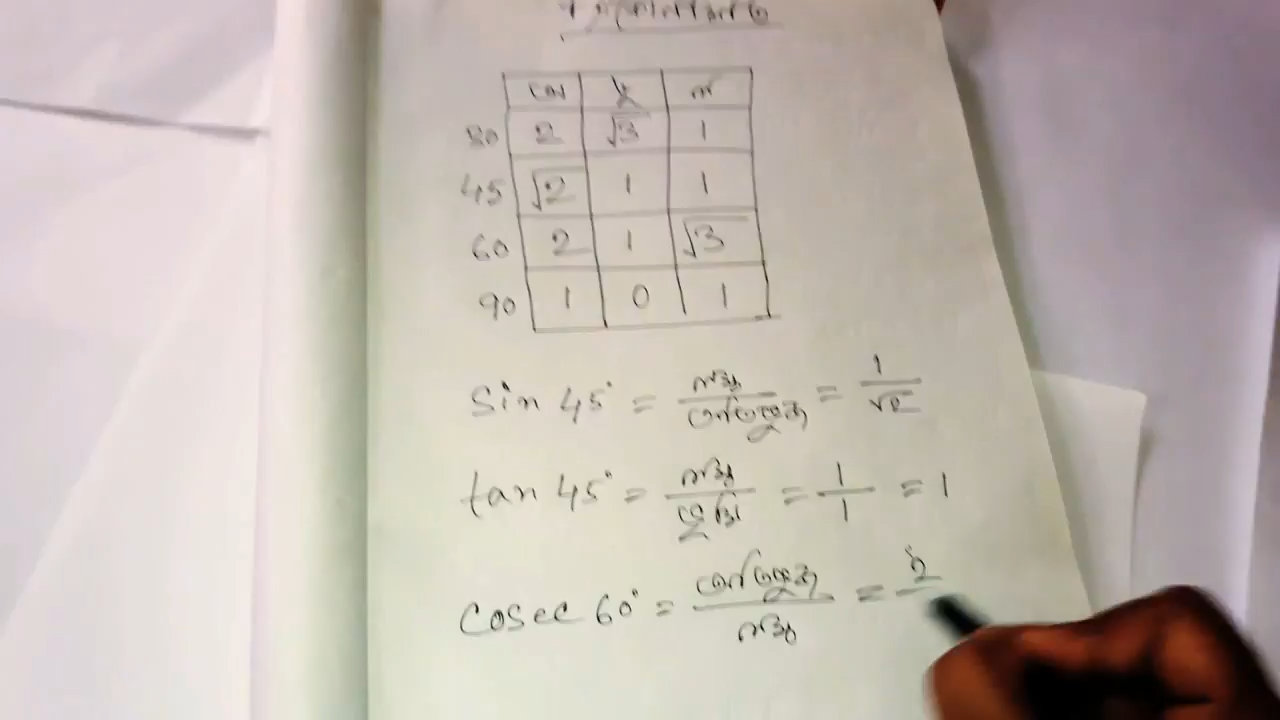 30 2 √3 1
45 √2 1 1
60 2 1 √3
90 1 0 1
sin 45° = লম্ব / অতিভুজ = 1 / √2
tan 45° = লম্ব / ভূমি = 1 / 1 = 1
cosec 60° = অতিভুজ / লম্ব = 2